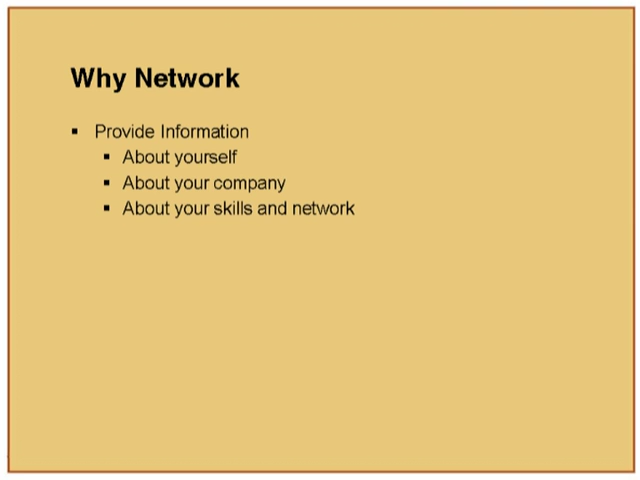 Why Network
▪ Provide Information
▪ About yourself
▪ About your company
▪ About your skills and network